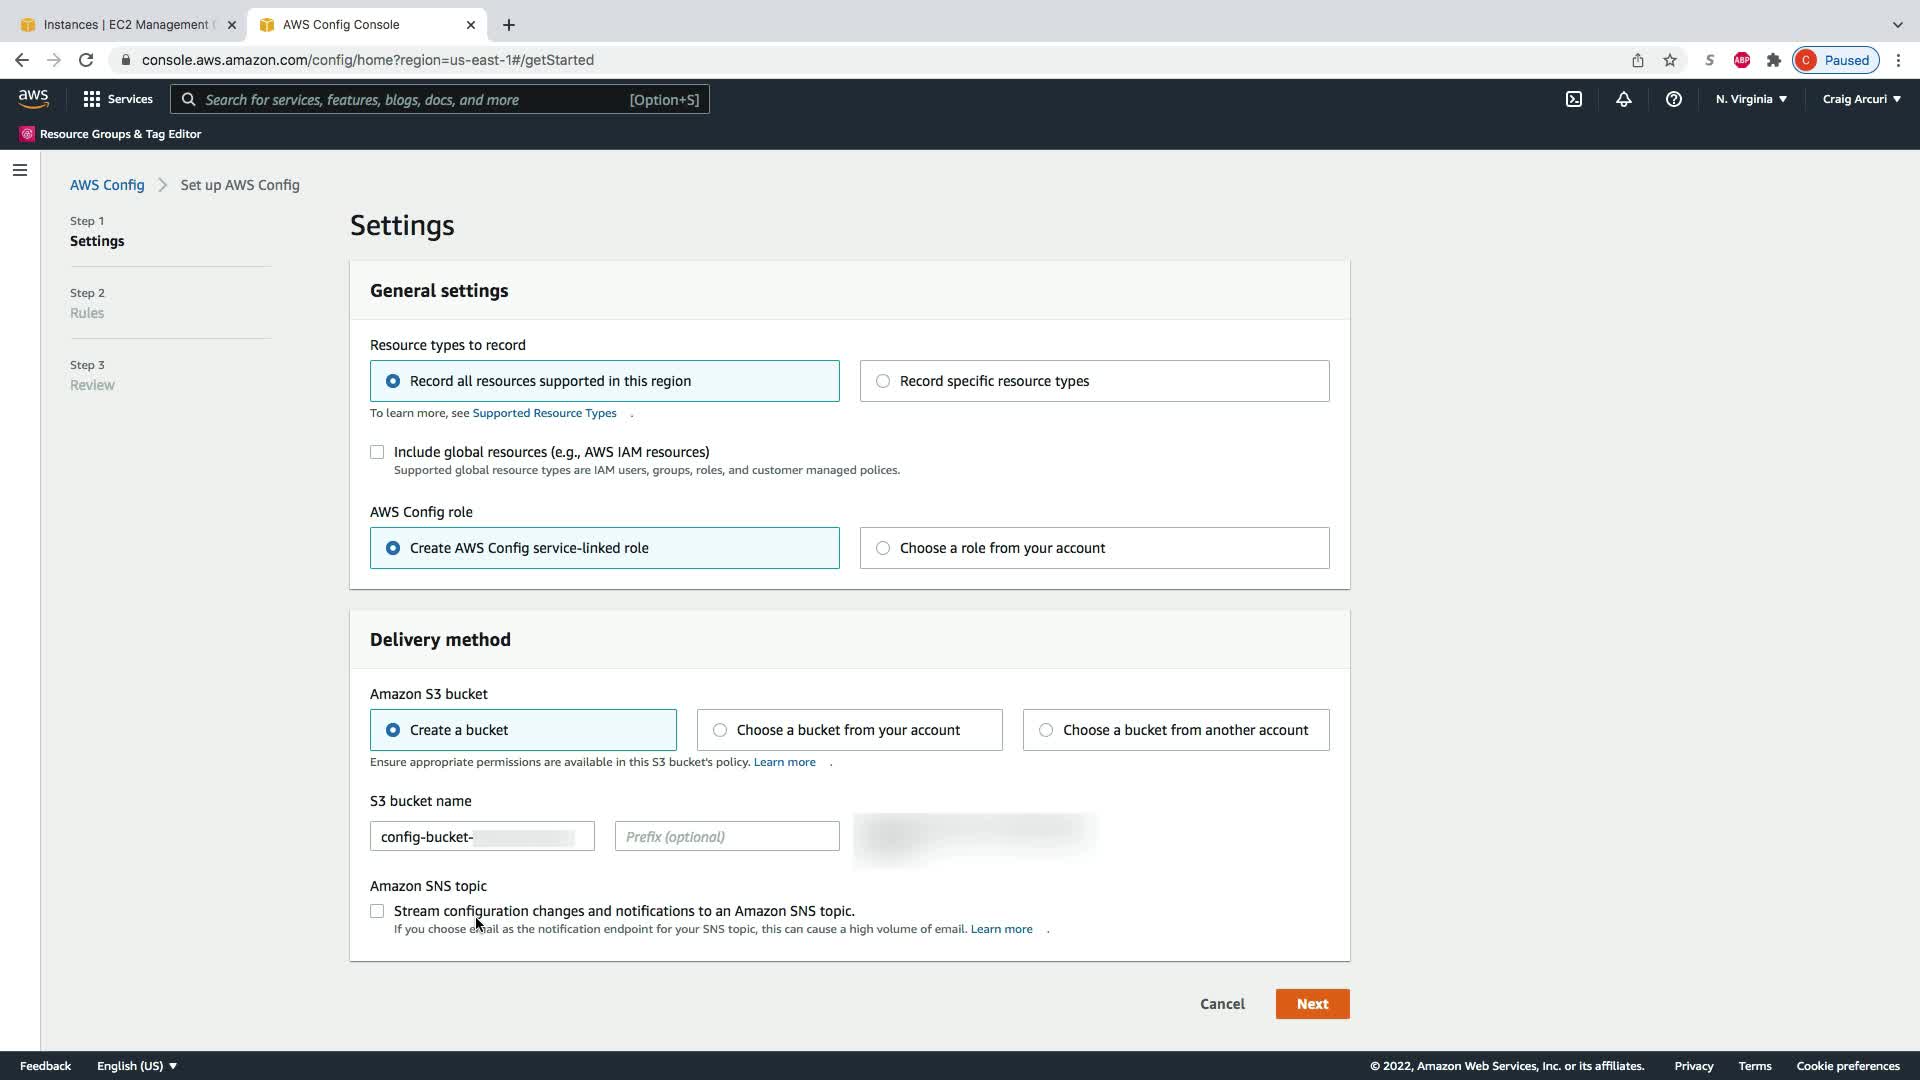 Instances | EC2 Management
AWS Config Console
console.aws.amazon.com/config/home?region=us-east-1#/getStarted
S
ABP
C
Paused
aws
Services
Search for services, features, blogs, docs, and more
[Option+S]
N. Virginia
Craig Arcuri
Resource Groups & Tag Editor
AWS Config
Set up AWS Config
Step 1
Settings
Step 2
Rules
Step 3
Review
Settings
General settings
Resource types to record
Record all resources supported in this region
Record specific resource types
To learn more, see Supported Resource Types .
Include global resources (e.g., AWS IAM resources)
Supported global resource types are IAM users, groups, roles, and customer managed polices.
AWS Config role
Create AWS Config service-linked role
Choose a role from your account
Delivery method
Amazon S3 bucket
Create a bucket
Choose a bucket from your account
Choose a bucket from another account
Ensure appropriate permissions are available in this S3 bucket's policy. Learn more .
S3 bucket name
config-bucket-
Prefix (optional)
Amazon SNS topic
Stream configuration changes and notifications to an Amazon SNS topic.
If you choose email as the notification endpoint for your SNS topic, this can cause a high volume of email. Learn more .
Cancel
Next
Feedback
English (US)
© 2022, Amazon Web Services, Inc. or its affiliates.
Privacy
Terms
Cookie preferences